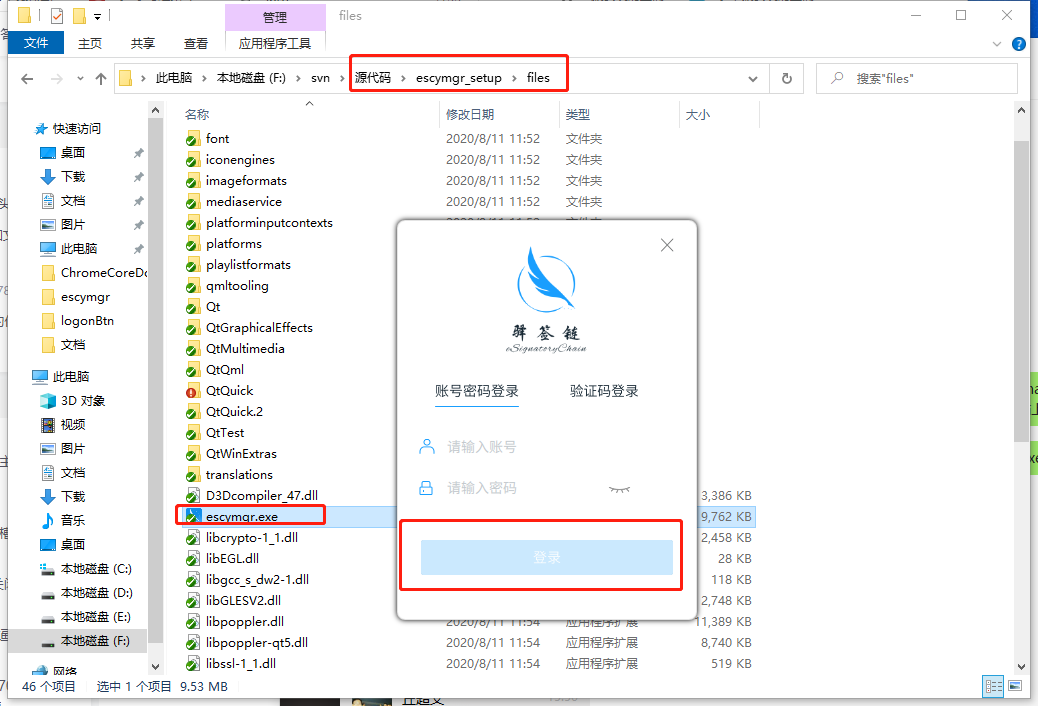 管理
files
文件
主页
共享
查看
应用程序工具
此电脑 › 本地磁盘 (F:) › svn › 源代码 › escymgr_setup › files
搜索"files"
名称
修改日期
类型
大小
快速访问
桌面
下载
文档
图片
此电脑
ChromeCoreDo
escymgr
logonBtn
文档
此电脑
3D 对象
视频
图片
文档
下载
音乐
桌面
本地磁盘 (C:)
本地磁盘 (D:)
本地磁盘 (E:)
本地磁盘 (F:)
网络
font 2020/8/11 11:52 文件夹
iconengines 2020/8/11 11:52 文件夹
imageformats 2020/8/11 11:52 文件夹
mediaservice 2020/8/11 11:52 文件夹
platforminputcontexts
platforms
playlistformats
qmltooling
Qt
QtGraphicalEffects
QtMultimedia
QtQml
QtQuick
QtQuick.2
QtTest
QtWinExtras
translations
D3Dcompiler_47.dll 3,386 KB
escymgr.exe 9,762 KB
libcrypto-1_1.dll 2,458 KB
libEGL.dll 28 KB
libgcc_s_dw2-1.dll 118 KB
libGLESV2.dll 2,748 KB
libpoppler.dll 2020/8/11 11:54 应用程序扩展 11,389 KB
libpoppler-qt5.dll 2020/8/11 11:54 应用程序扩展 8,740 KB
libssl-1_1.dll 2020/8/11 11:54 应用程序扩展 519 KB
驿签链
eSignatoryChain
账号密码登录
验证码登录
请输入账号
请输入密码
登录
46 个项目
选中 1 个项目 9.53 MB